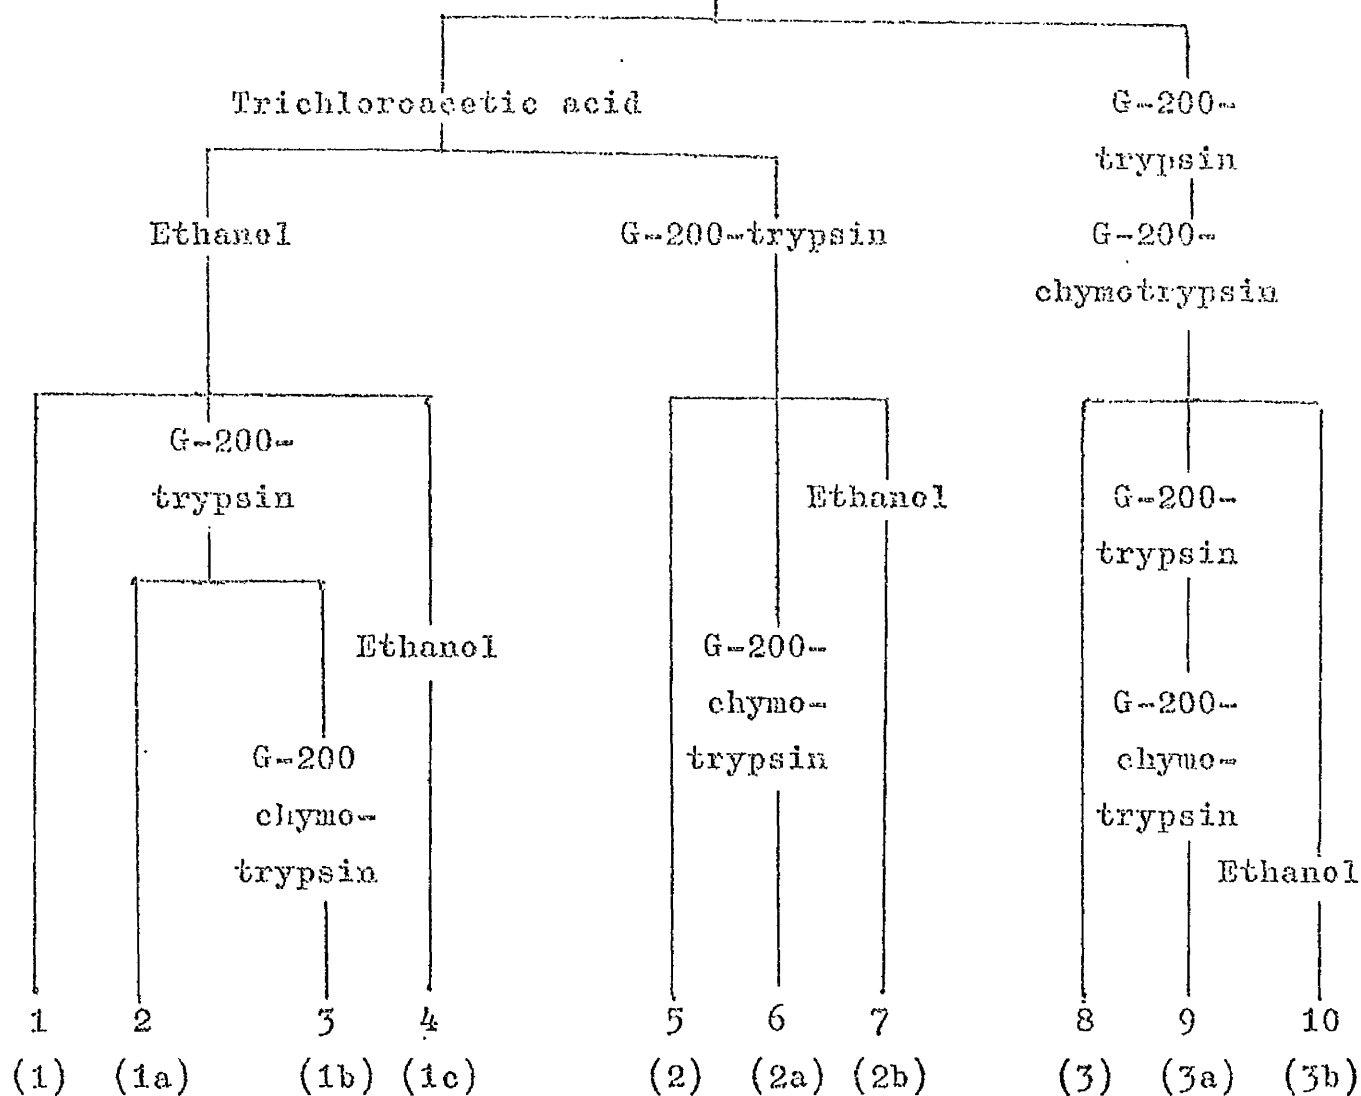 Trichloroacetic acid
G-200-
trypsin
Ethanol
G-200-trypsin
G-200-
chymotrypsin
G-200-
trypsin
Ethanol
G-200-
chymo-
trypsin
Ethanol
G-200
chymo-
trypsin
G-200-
trypsin
G-200-
chymo-
trypsin
Ethanol
1 2 3 4 5 6 7 8 9 10
(1) (1a) (1b) (1c) (2) (2a) (2b) (3) (3a) (3b)